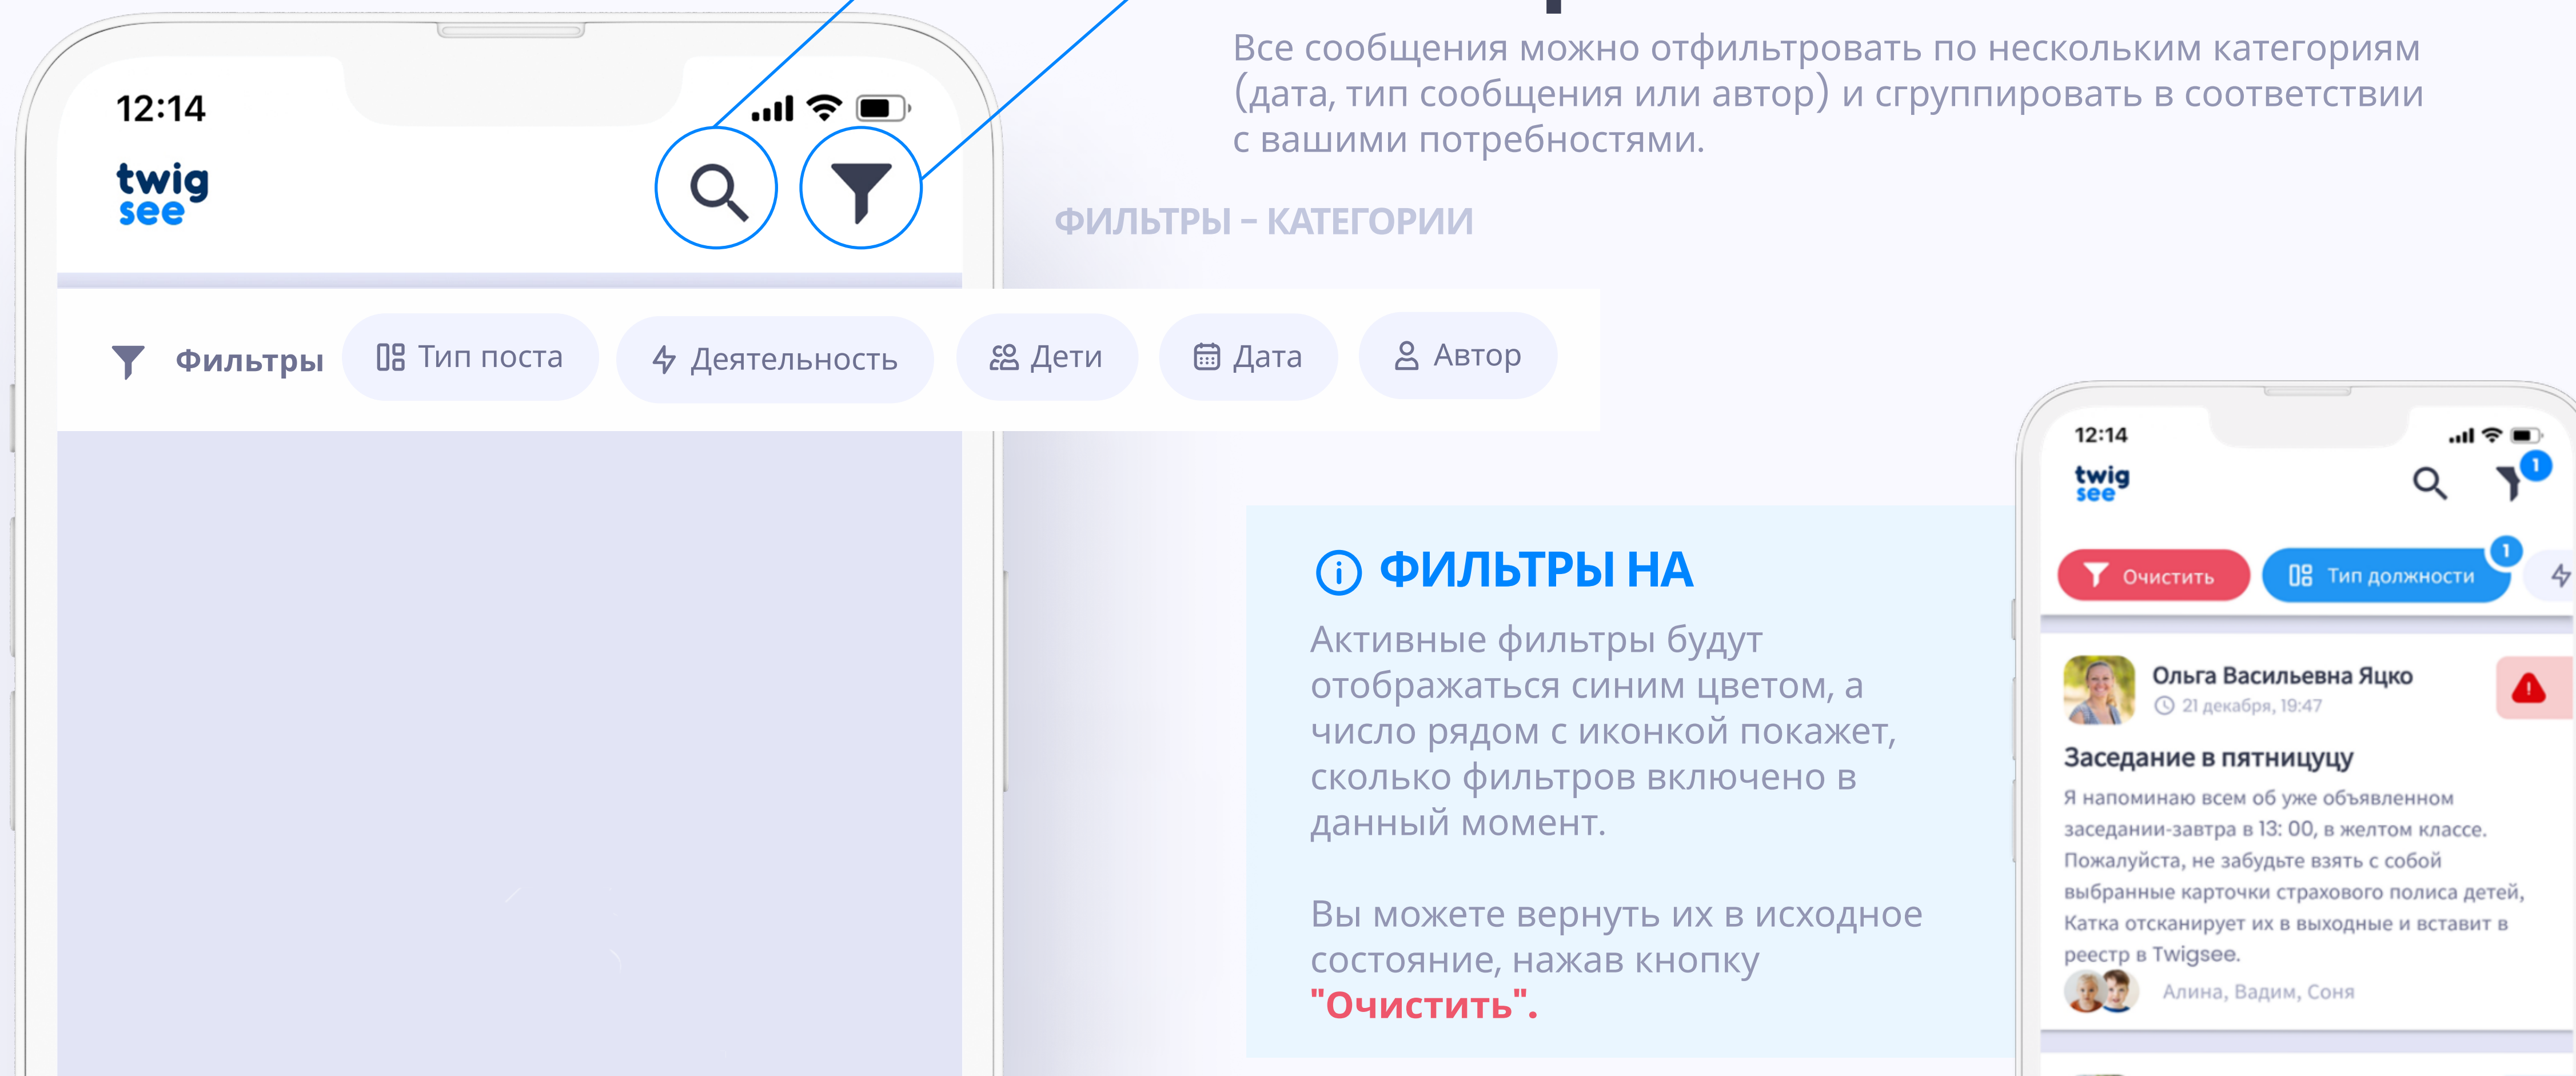 Все сообщения можно отфильтровать по нескольким категориям
(дата, тип сообщения или автор) и сгруппировать в соответствии
с вашими потребностями.
12:14
twig
see
ФИЛЬТРЫ – КАТЕГОРИИ
Фильтры
Тип поста
Деятельность
Дети
Дата
Автор
ФИЛЬТРЫ НА
Активные фильтры будут
отображаться синим цветом, а
число рядом с иконкой покажет,
сколько фильтров включено в
данный момент.
Вы можете вернуть их в исходное
состояние, нажав кнопку
"Очистить".
12:14
twig
see
1
Очистить
Тип должности
1
Ольга Васильевна Яцко
21 декабря, 19:47
Заседание в пятницуцу
Я напоминаю всем об уже объявленном
заседании-завтра в 13: 00, в желтом классе.
Пожалуйста, не забудьте взять с собой
выбранные карточки страхового полиса детей,
Катка отсканирует их в выходные и вставит в
реестр в Twigsee.
Алина, Вадим, Соня